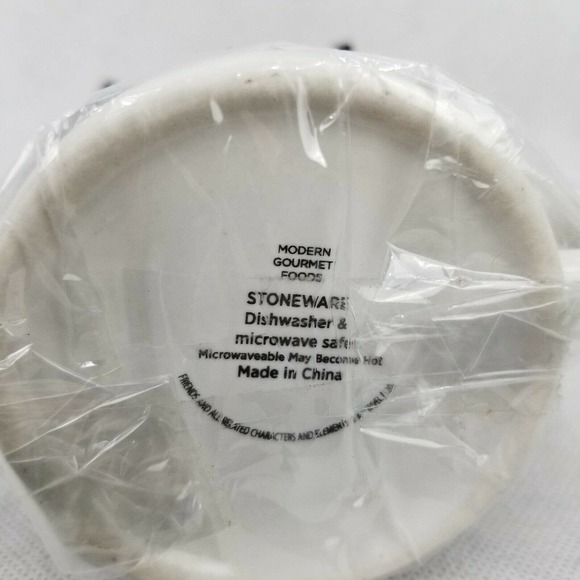 MODERN
GOURMET
FOODS
STONEWARE
Dishwasher &
microwave safe
Microwaveable May Become Hot
Made in China
FRIENDS AND ALL RELATED CHARACTERS AND ELEMENTS